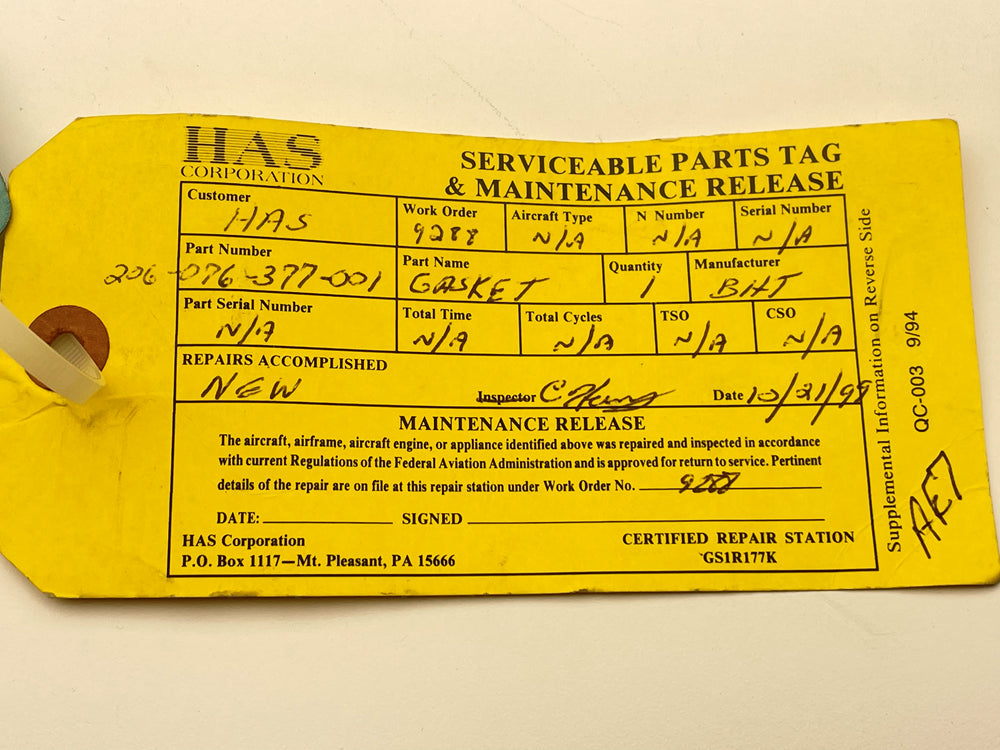 HAS
CORPORATION
SERVICEABLE PARTS TAG
& MAINTENANCE RELEASE
Customer
HAS
Work Order
9288
Aircraft Type
N/A
N Number
N/A
Serial Number
N/A
Part Number
206-076-377-001
Part Name
GASKET
Quantity
1
Manufacturer
BHT
Part Serial Number
N/A
Total Time
N/A
Total Cycles
N/A
TSO
N/A
CSO
N/A
REPAIRS ACCOMPLISHED
NEW
Inspector Date 10/21/99
MAINTENANCE RELEASE
The aircraft, airframe, aircraft engine, or appliance identified above was repaired and inspected in accordance
with current Regulations of the Federal Aviation Administration and is approved for return to service. Pertinent
details of the repair are on file at this repair station under Work Order No. 9288
DATE: SIGNED
HAS Corporation
P.O. Box 1117—Mt. Pleasant, PA 15666
CERTIFIED REPAIR STATION
GS1R177K
Supplemental Information on Reverse Side
QC-003 9/94